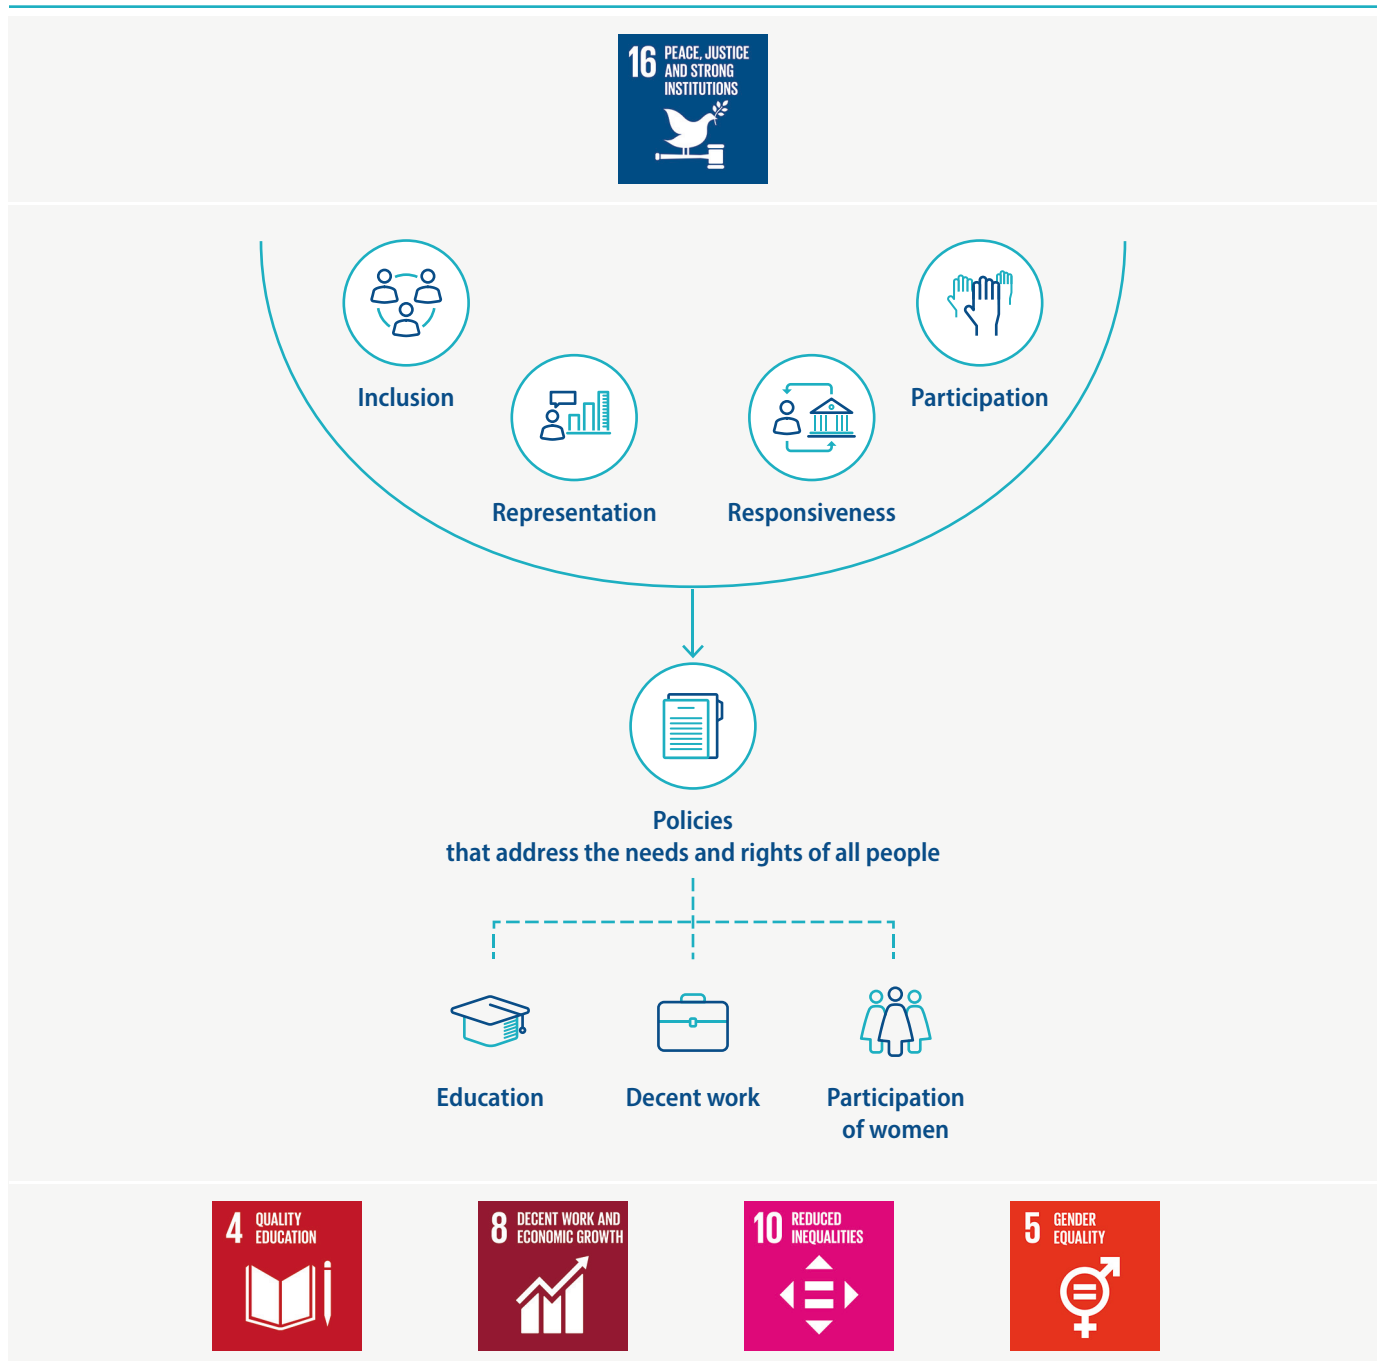 16 PEACE, JUSTICE
AND STRONG
INSTITUTIONS
Inclusion
Participation
Representation
Responsiveness
Policies
that address the needs and rights of all people
Education
Decent work
Participation
of women
4 QUALITY
EDUCATION
8 DECENT WORK AND
ECONOMIC GROWTH
10 REDUCED
INEQUALITIES
5 GENDER
EQUALITY